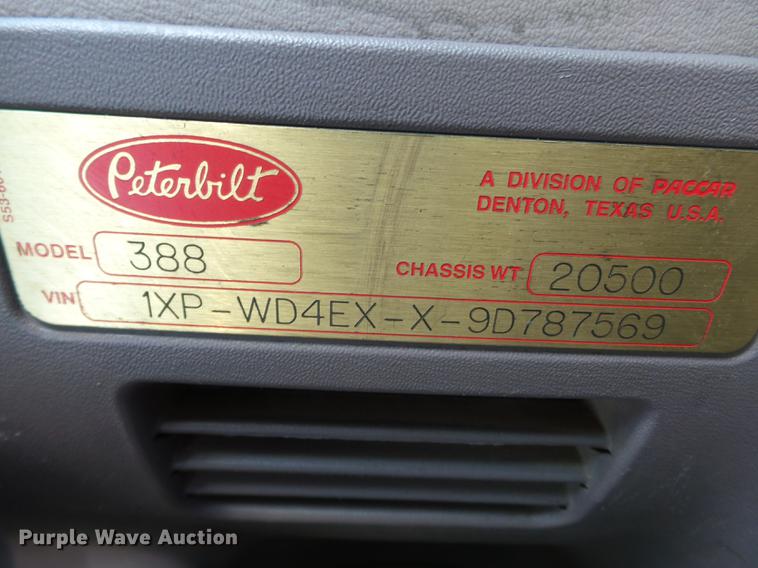 Peterbilt
A DIVISION OF PACCAR
DENTON, TEXAS U.S.A.
MODEL 388
CHASSIS WT 20500
VIN 1XP-WD4EX-X-9D787569
Purple Wave Auction